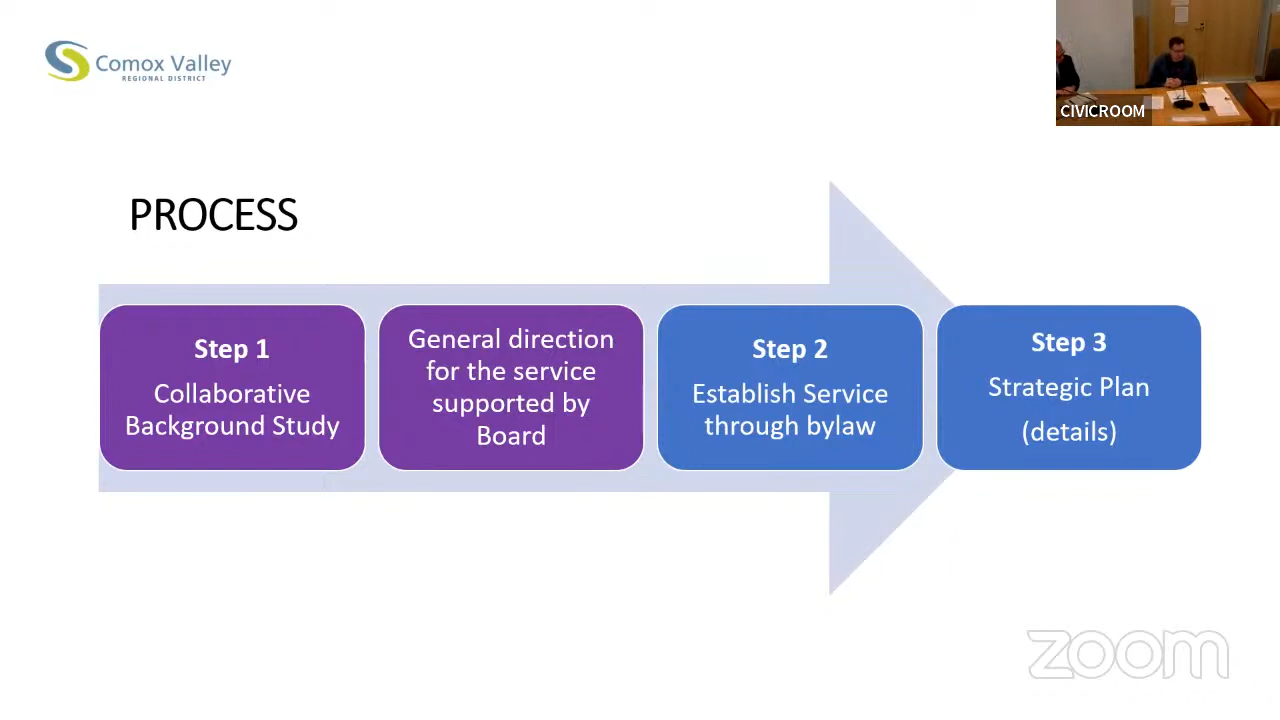 Comox Valley
REGIONAL DISTRICT
CIVICROOM
PROCESS
Step 1
Collaborative
Background Study
General direction
for the service
supported by
Board
Step 2
Establish Service
through bylaw
Step 3
Strategic Plan
(details)
zoom